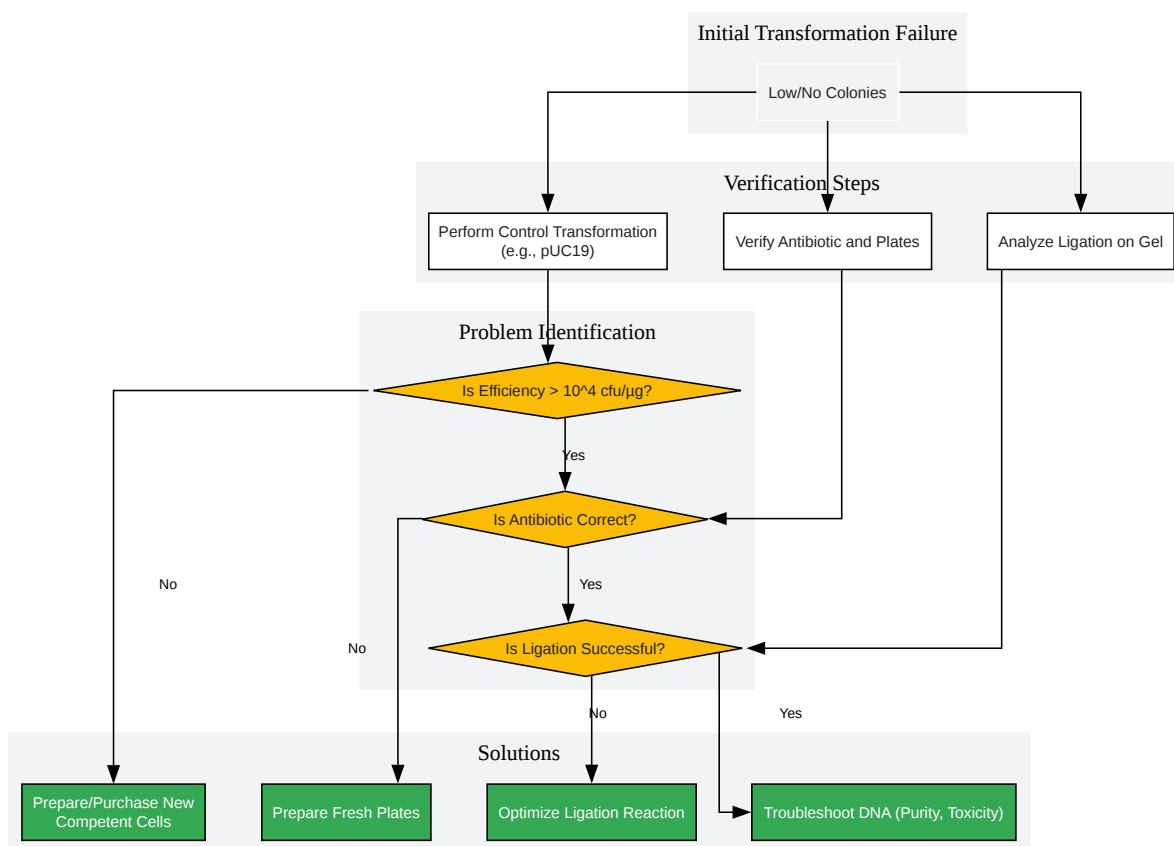 Initial Transformation Failure
Low/No Colonies
Verification Steps
Perform Control Transformation
(e.g., pUC19)
Verify Antibiotic and Plates
Analyze Ligation on Gel
Problem Identification
Is Efficiency > 10^4 cfu/µg?
Yes
Is Antibiotic Correct?
No
Yes
Is Ligation Successful?
No
No
Yes
Solutions
Prepare/Purchase New
Competent Cells
Prepare Fresh Plates
Optimize Ligation Reaction
Troubleshoot DNA (Purity, Toxicity)